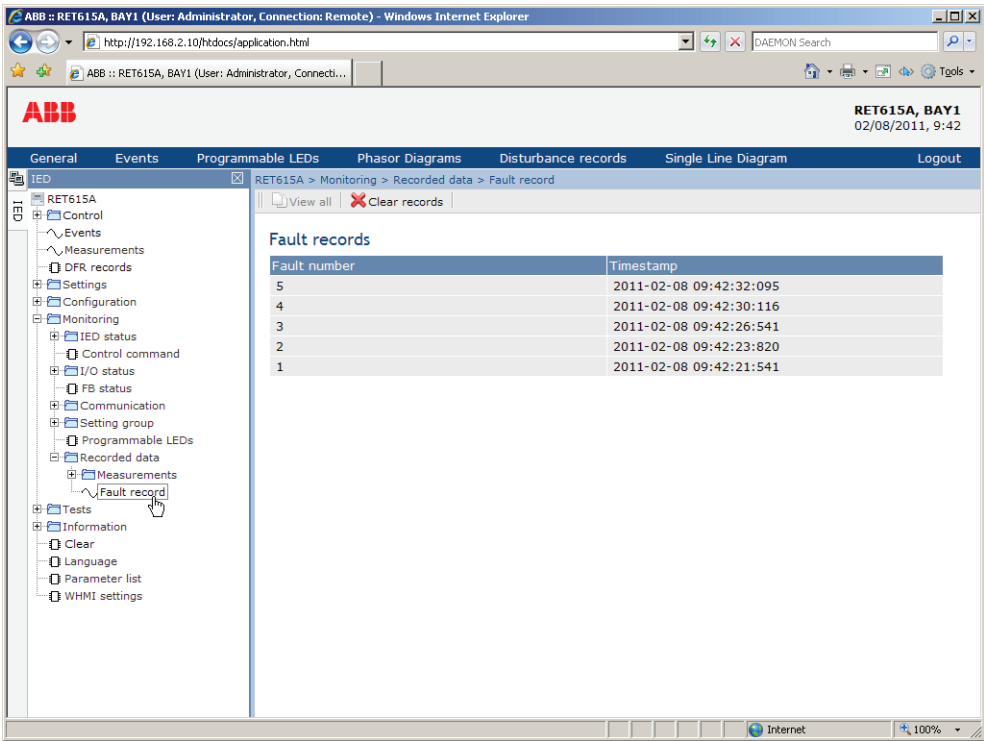 ABB :: RET615A, BAY1 (User: Administrator, Connection: Remote) - Windows Internet Explorer
http://192.168.2.10/htdocs/application.html
DAEMON Search
ABB :: RET615A, BAY1 (User: Administrator, Connecti...
Tools
ABB
RET615A, BAY1
02/08/2011, 9:42
General Events Programmable LEDs Phasor Diagrams Disturbance records Single Line Diagram Logout
IED
IED
RET615A > Monitoring > Recorded data > Fault record
View all Clear records
RET615A
Control
Events
Measurements
DFR records
Settings
Configuration
Monitoring
IED status
Control command
I/O status
FB status
Communication
Setting group
Programmable LEDs
Recorded data
Measurements
Fault record
Tests
Information
Clear
Language
Parameter list
WHMI settings
Fault records
Fault number Timestamp
5 2011-02-08 09:42:32:095
4 2011-02-08 09:42:30:116
3 2011-02-08 09:42:26:541
2 2011-02-08 09:42:23:820
1 2011-02-08 09:42:21:541
Internet
100%